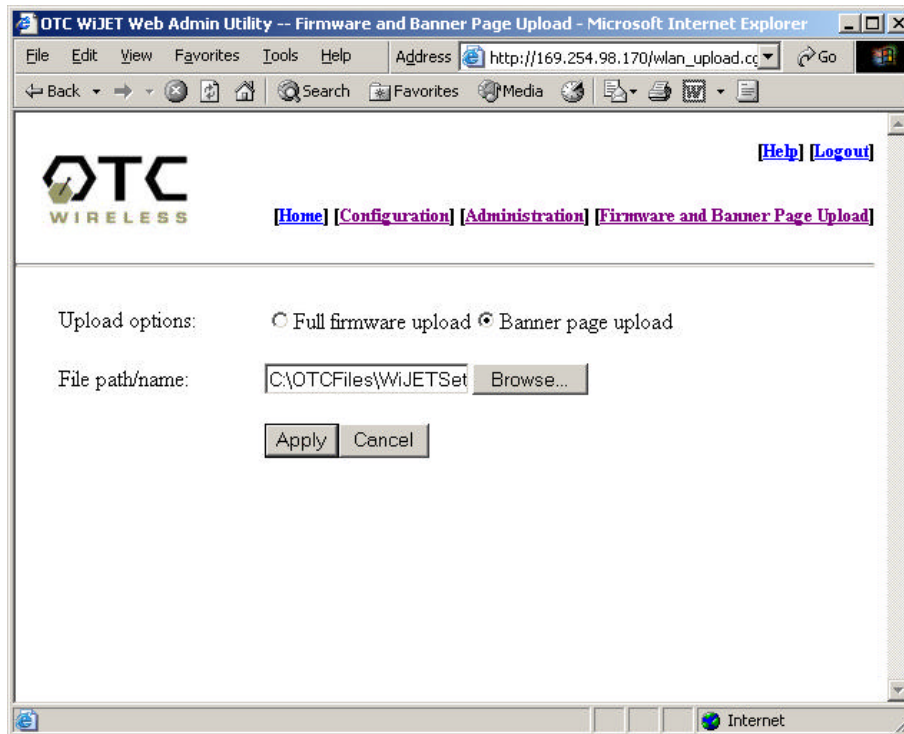 OTC WiJET Web Admin Utility -- Firmware and Banner Page Upload - Microsoft Internet Explorer
File Edit View Favorites Tools Help Address http://169.254.98.170/wlan_upload.cg Go
Back Search Favorites Media
[Help] [Logout]
OTC
WIRELESS
[Home] [Configuration] [Administration] [Firmware and Banner Page Upload]
Upload options: Full firmware upload Banner page upload
File path/name: C:\OTCFiles\WiJETSet Browse...
Apply Cancel
Internet